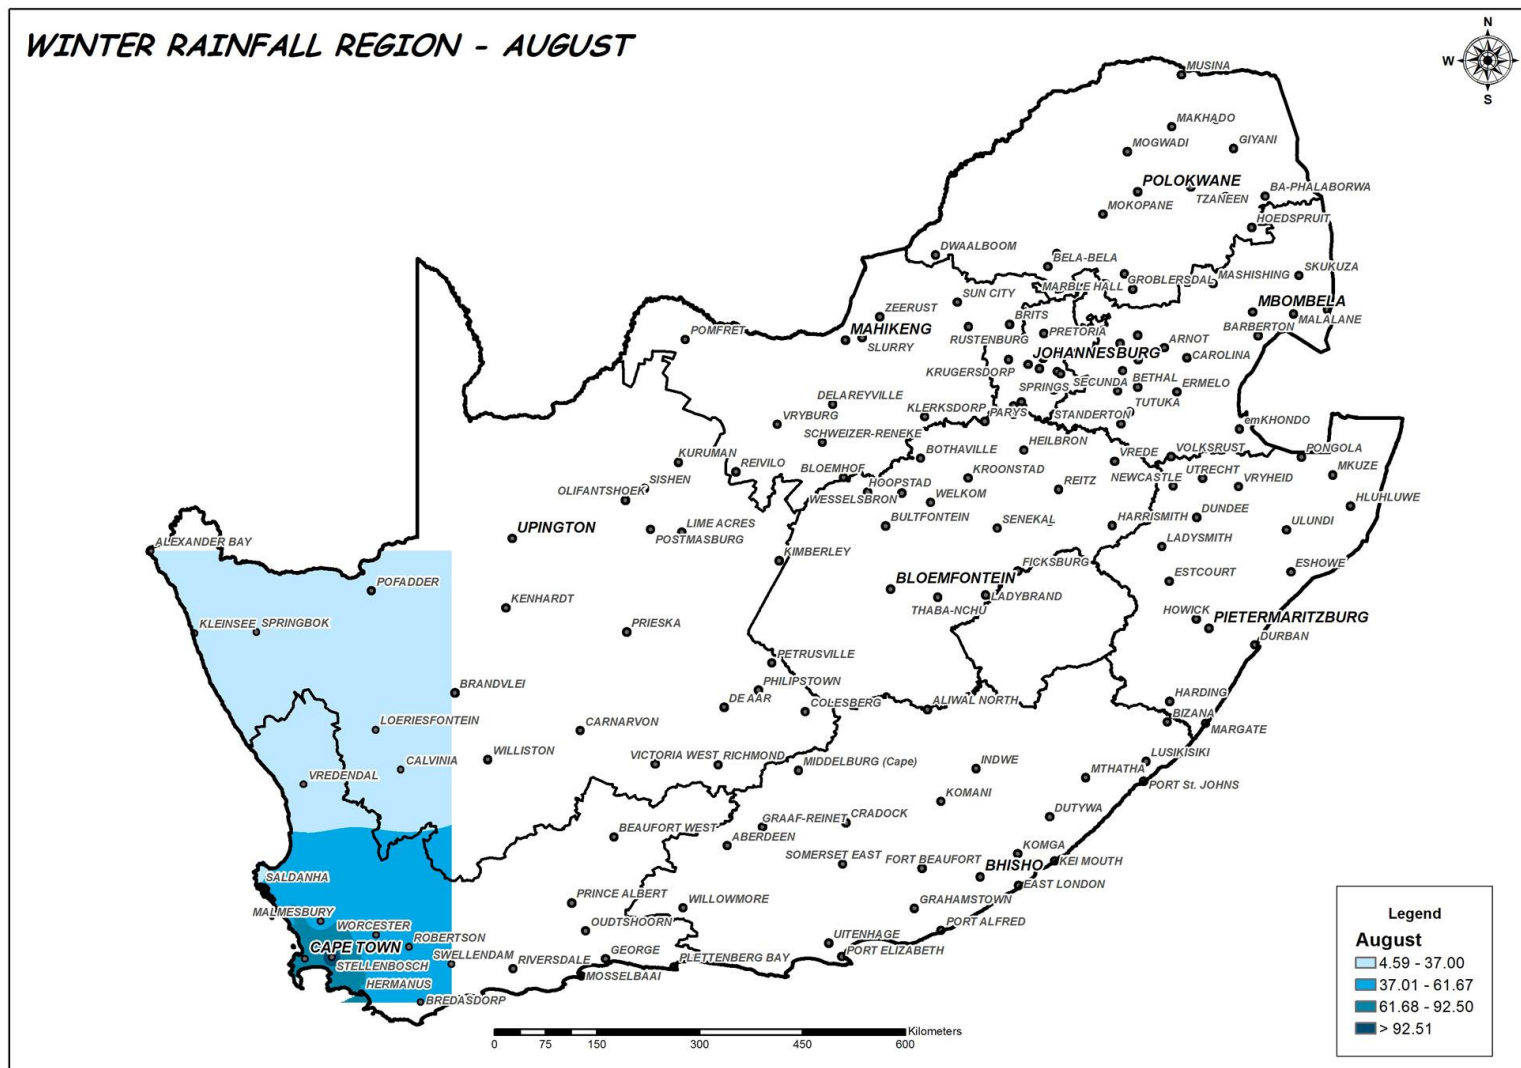 WINTER RAINFALL REGION - AUGUST
N
W
E
S
MUSINA
MAKHADO
MOGWADI
GIYANI
POLOKWANE
BA-PHALABORWA
TZANEEN
MOKOPANE
HOEDSPRUIT
DWAALBOOM
BELA-BELA
SKUKUZA
MASHISHING
GROBLERSDAL
MARBLE HALL
SUN CITY
MBOMBELA
ZEERUST
BRITS
MALALANE
MAHIKENG
PRETORIA
BARBERTON
POMFRET
RUSTENBURG
SLURRY
ARNOT
JOHANNESBURG
CAROLINA
KRUGERSDORP
SECUNDA
BETHAL
ERMELO
SPRINGS
DELAREYVILLE
TUTUKA
KLERKSDORP
PARYS
STANDERTON
VRYBURG
emKHONDO
SCHWEIZER-RENEKE
HEILBRON
BOTHAVILLE
VREDE
VOLKSRUST
PONGOLA
KURUMAN
REIVILO
BLOEMHOF
KROONSTAD
UTRECHT
MKUZE
SISHEN
HOOPSTAD
REITZ
NEWCASTLE
VRYHEID
OLIFANTSHOEK
WESSELSBRON
WELKOM
HLUHLUWE
DUNDEE
UPINGTON
LIME ACRES
BULTFONTEIN
SENEKAL
HARRISMITH
ULUNDI
POSTMASBURG
ALEXANDER BAY
LADYSMITH
KIMBERLEY
FICKSBURG
ESTCOURT
ESHOWE
POFADDER
BLOEMFONTEIN
LADYBRAND
KENHARDT
THABA-NCHU
HOWICK
PIETERMARITZBURG
KLEINSEE
SPRINGBOK
PRIESKA
DURBAN
PETRUSVILLE
BRANDVLEI
PHILIPSTOWN
HARDING
DE AAR
COLESBERG
ALIWAL NORTH
BIZANA
LOERIESFONTEIN
CARNARVON
MARGATE
WILLISTON
VICTORIA WEST
RICHMOND
MIDDELBURG (Cape)
INDWE
LUSIKISIKI
CALVINIA
MTHATHA
VREDENDAL
PORT St. JOHNS
KOMANI
DUTYWA
BEAUFORT WEST
GRAAF-REINET
CRADOCK
ABERDEEN
KOMGA
SOMERSET EAST
FORT BEAUFORT
BHISHO
KEI MOUTH
SALDANHA
EAST LONDON
PRINCE ALBERT
WILLOWMORE
GRAHAMSTOWN
MALMESBURY
WORCESTER
OUDTSHOORN
PORT ALFRED
ROBERTSON
UITENHAGE
CAPE TOWN
SWELLENDAM
GEORGE
PORT ELIZABETH
STELLENBOSCH
RIVERSDALE
PLETTENBERG BAY
HERMANUS
MOSSELBAAI
BREDASDORP
Kilometers
0 75 150 300 450 600
Legend
August
4.59 - 37.00
37.01 - 61.67
61.68 - 92.50
> 92.51